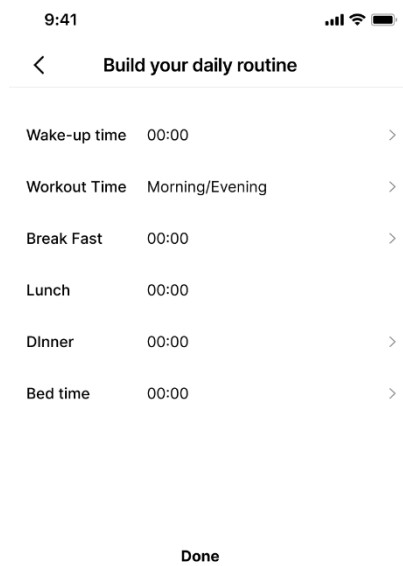 9:41
Build your daily routine
Wake-up time 00:00
Workout Time Morning/Evening
Break Fast 00:00
Lunch 00:00
DInner 00:00
Bed time 00:00
Done